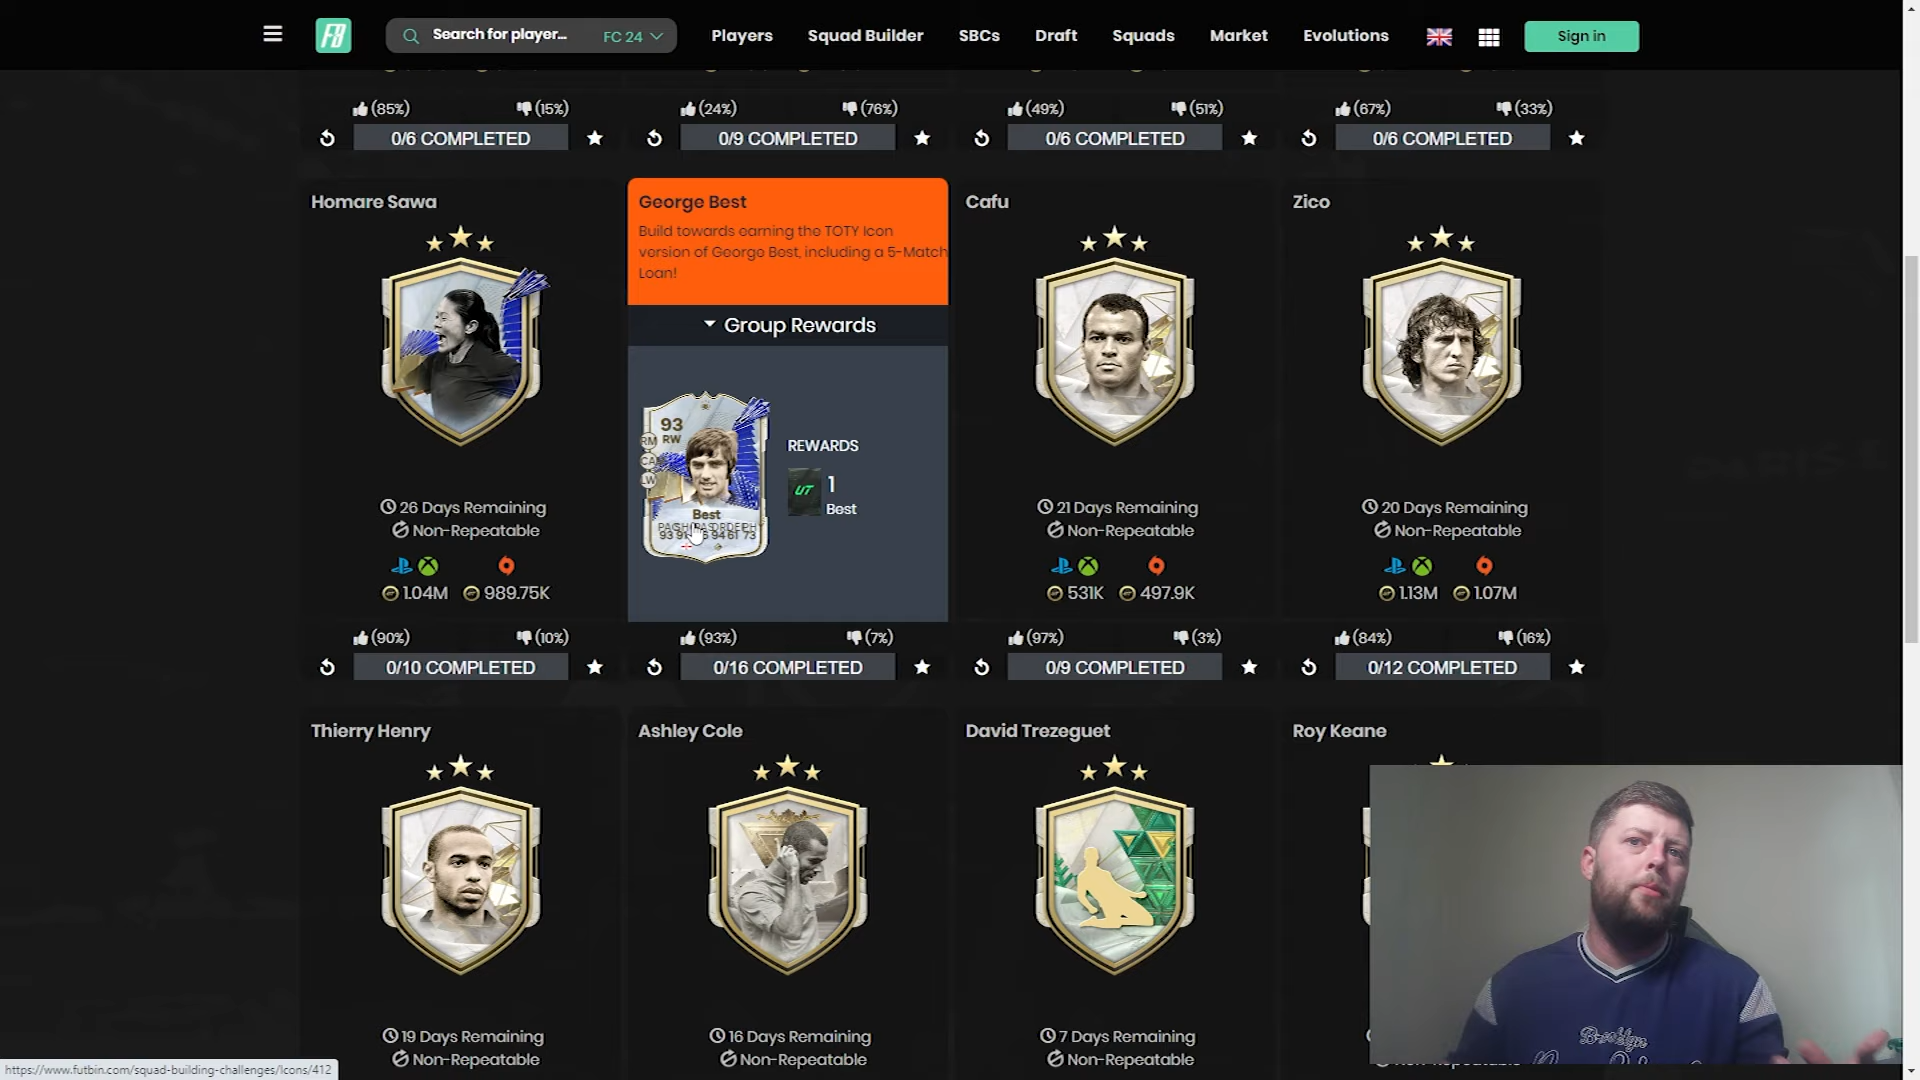 F8
Search for player...
FC 24
Players
Squad Builder
SBCs
Draft
Squads
Market
Evolutions
Sign in
(85%)
(15%)
0/6 COMPLETED
(24%)
(76%)
0/9 COMPLETED
(49%)
(51%)
0/6 COMPLETED
(67%)
(33%)
0/6 COMPLETED
Homare Sawa
26 Days Remaining
Non-Repeatable
1.04M
989.75K
(90%)
(10%)
0/10 COMPLETED
George Best
Build towards earning the TOTY Icon
version of George Best, including a 5-Match
Loan!
Group Rewards
93
RW
RM
CAM
LW
Best
REWARDS
UT
1
Best
(93%)
(7%)
0/16 COMPLETED
Cafu
21 Days Remaining
Non-Repeatable
531K
497.9K
(97%)
(3%)
0/9 COMPLETED
Zico
20 Days Remaining
Non-Repeatable
1.13M
1.07M
(84%)
(16%)
0/12 COMPLETED
Thierry Henry
19 Days Remaining
Non-Repeatable
Ashley Cole
16 Days Remaining
Non-Repeatable
David Trezeguet
7 Days Remaining
Non-Repeatable
Roy Keane
Brooklyn
https://www.futbin.com/squad-building-challenges/Icons/412